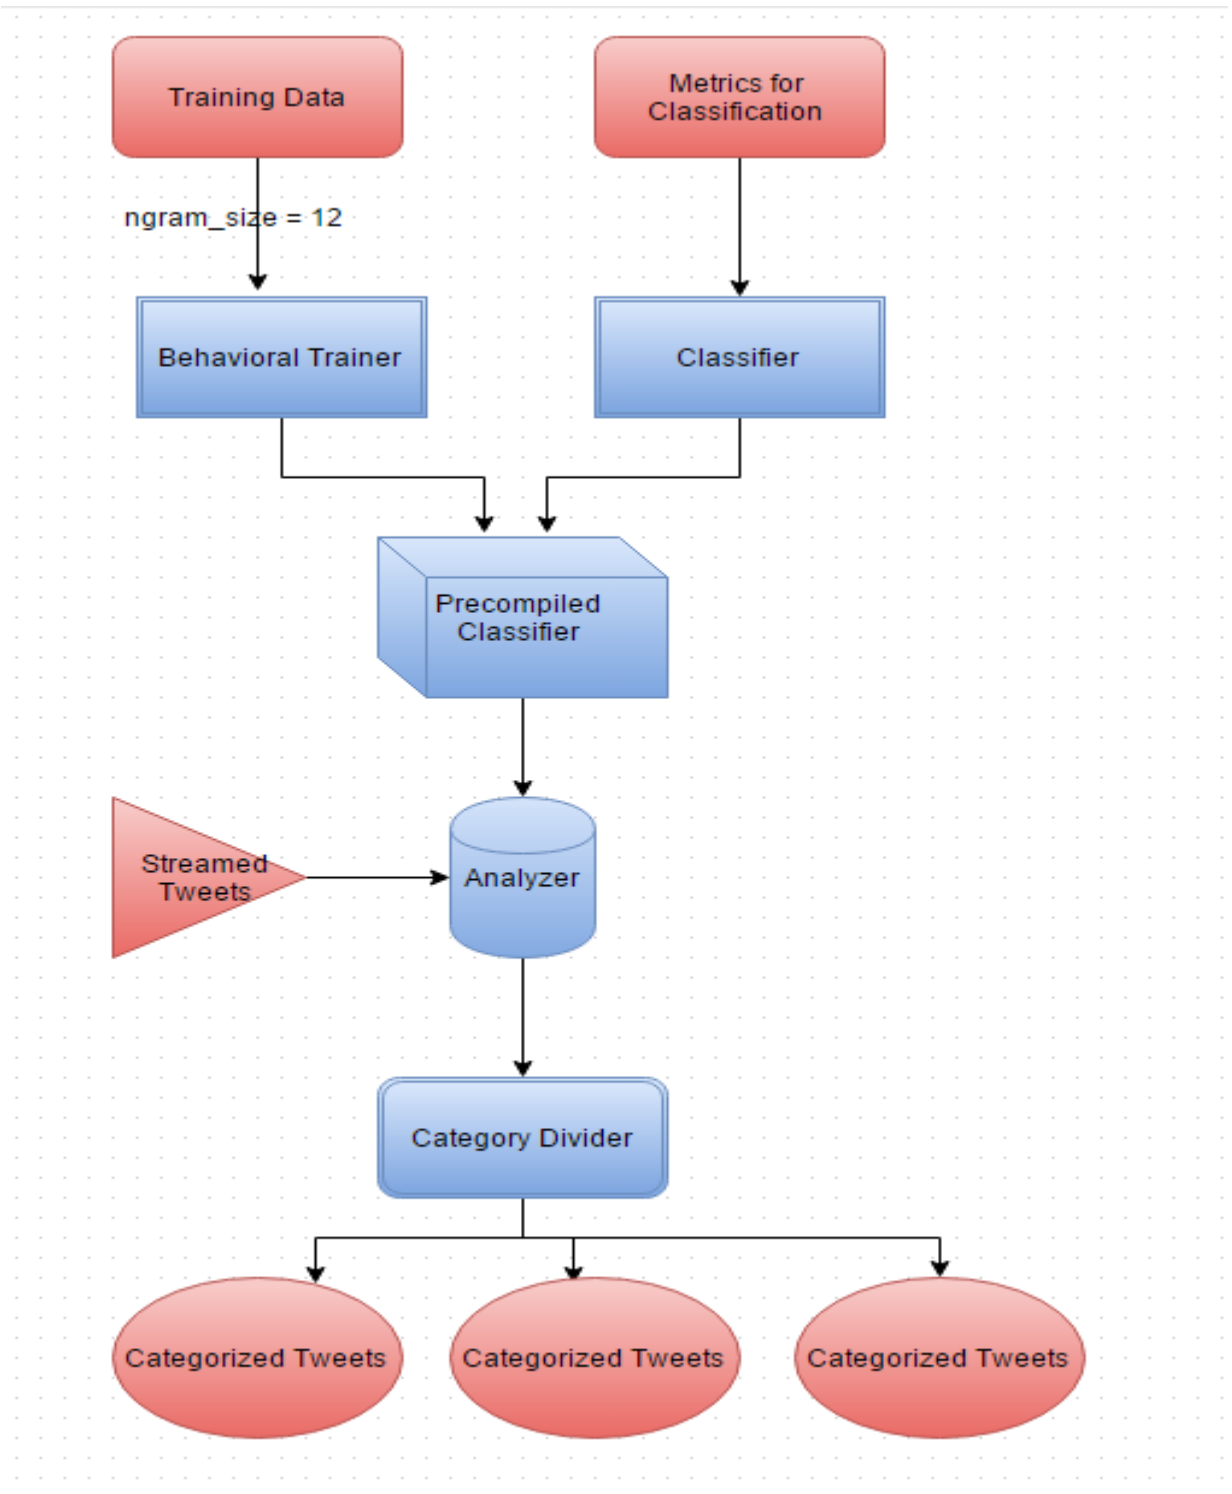 Training Data
Metrics for
Classification
ngram_size = 12
Behavioral Trainer
Classifier
Precompiled
Classifier
Streamed
Tweets
Analyzer
Category Divider
Categorized Tweets
Categorized Tweets
Categorized Tweets